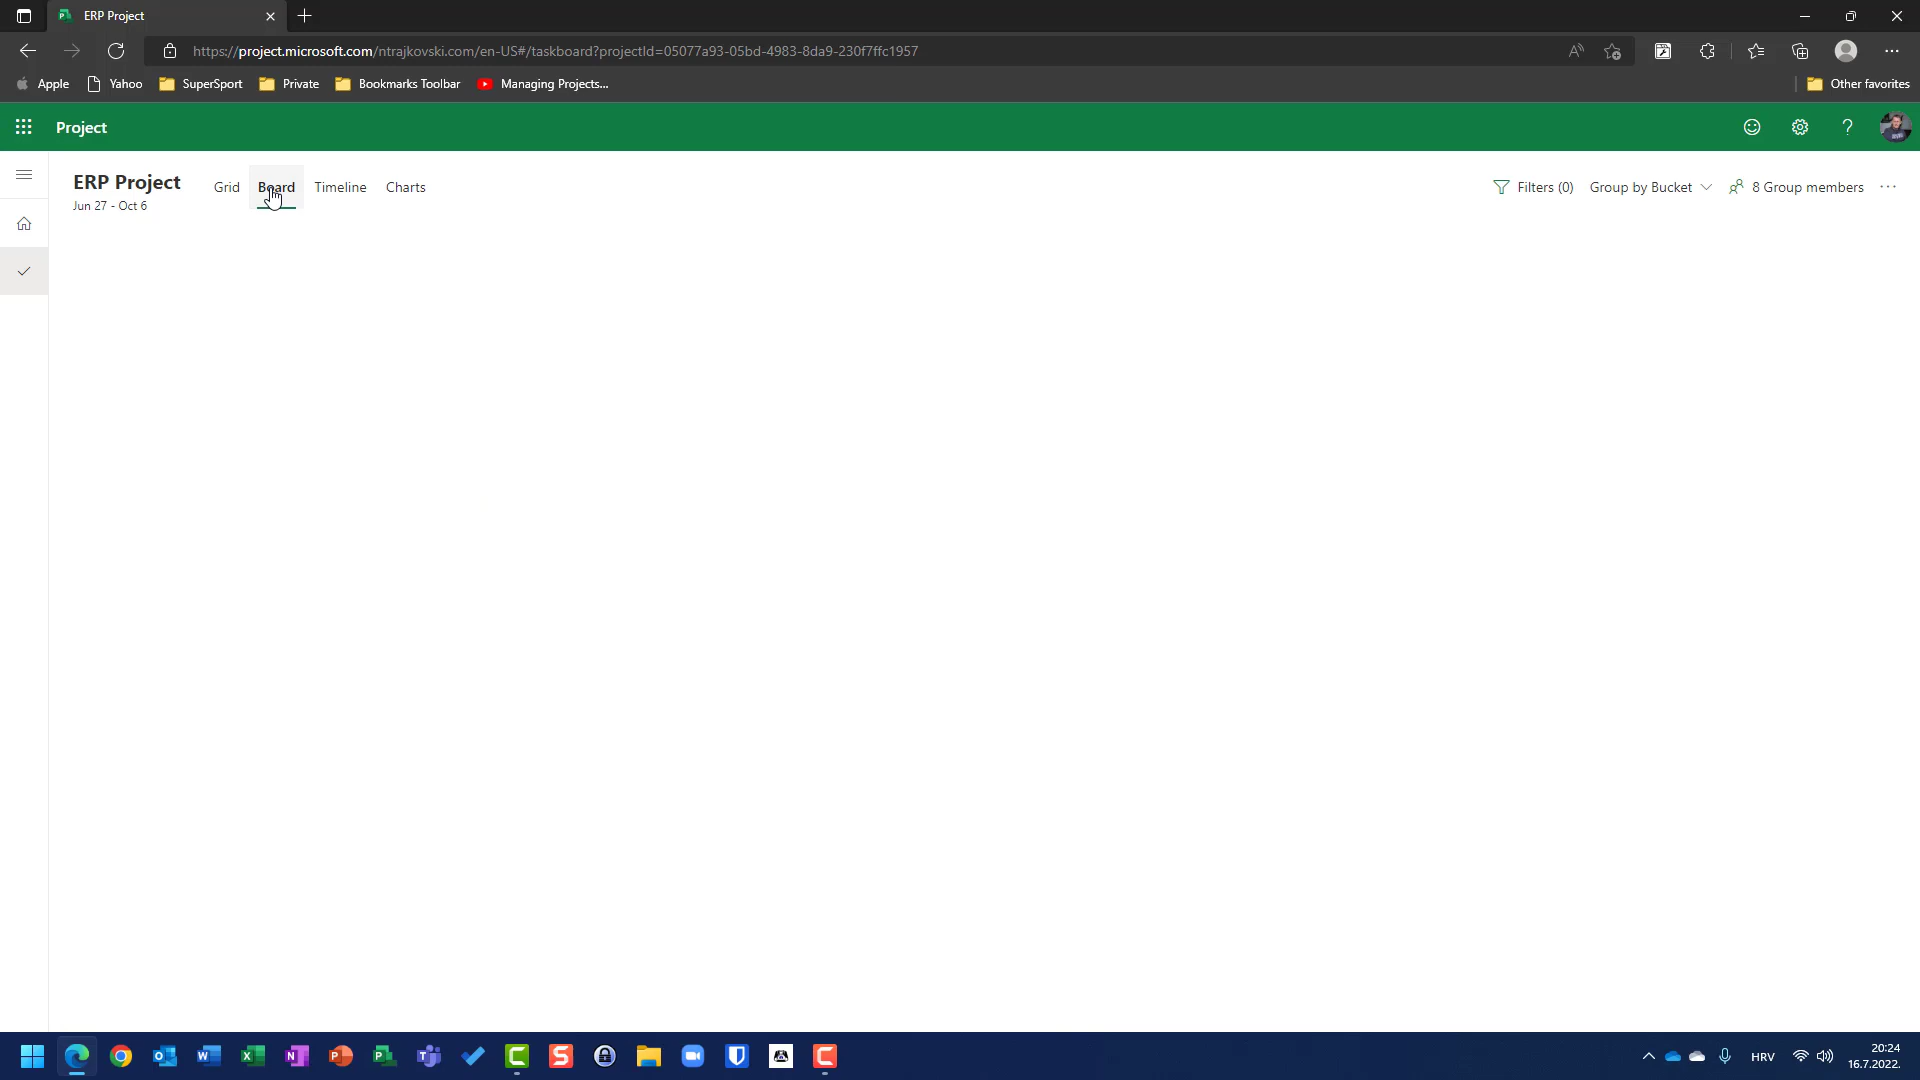 ERP Project
https://project.microsoft.com/ntrajkovski.com/en-US#/taskboard?projectId=05077a93-05bd-4983-8da9-230f7ffc1957
Apple Yahoo SuperSport Private Bookmarks Toolbar Managing Projects... Other favorites
Project
ERP Project Grid Board Timeline Charts Filters (0) Group by Bucket 8 Group members
Jun 27 - Oct 6
HRV 20:24
16.7.2022.